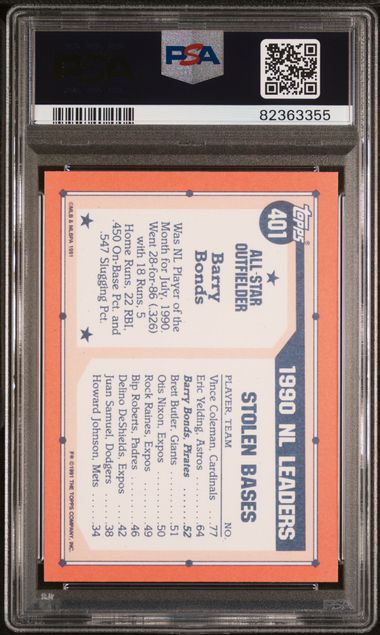 PSA
82363355
topps
401
ALL★STAR
OUTFIELDER
Barry
Bonds
Was NL Player of the
Month for July, 1990.
Went 28-for-86 (.326)
with 18 Runs, 5
Home Runs, 22 RBI,
.450 On-Base Pct. and
.547 Slugging Pct.
©MLB & MLBPA 1991
1990 NL LEADERS
STOLEN BASES
PLAYER, TEAM NO.
Vince Coleman, Cardinals 77
Eric Yelding, Astros 64
Barry Bonds, Pirates 52
Brett Butler, Giants 51
Otis Nixon, Expos 50
Rock Raines, Expos 49
Bip Roberts, Padres 46
Delino DeShields, Expos 42
Juan Samuel, Dodgers 38
Howard Johnson, Mets 34
F* ©1991 THE TOPPS COMPANY, INC.
PSA